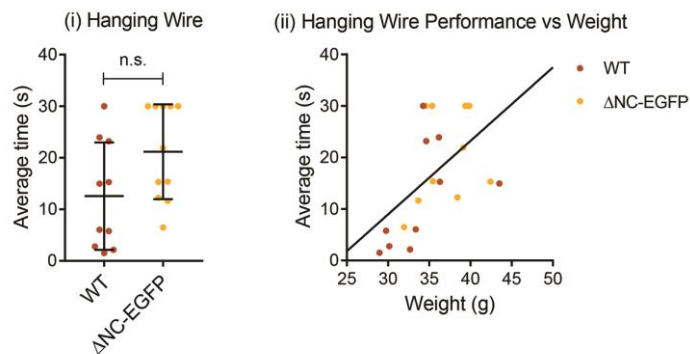 (i) Hanging Wire
n.s.
Average time (s)
40
30
20
10
0
WT
ΔNC-EGFP
(ii) Hanging Wire Performance vs Weight
Average time (s)
40
30
20
10
0
25
30
35
40
45
50
Weight (g)
WT
ΔNC-EGFP